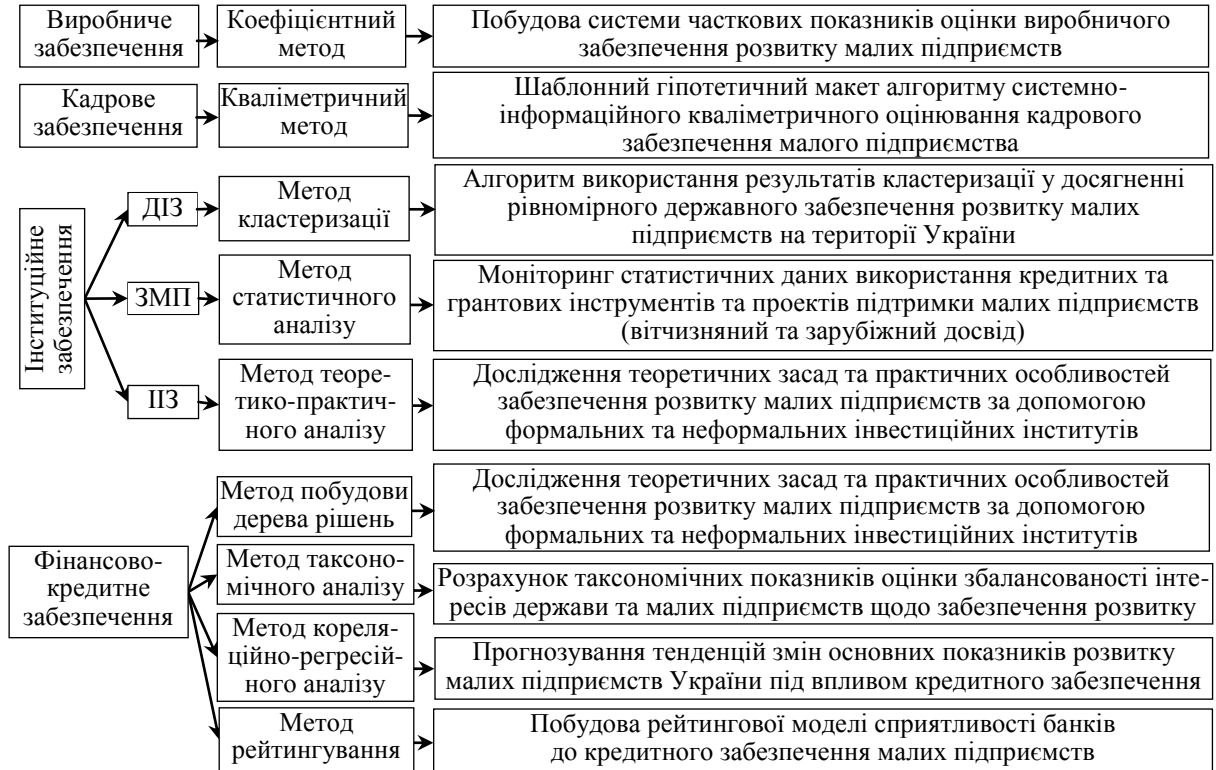 Виробниче
забезпечення
Коефіцієнтний
метод
Побудова системи часткових показників оцінки виробничого
забезпечення розвитку малих підприємств
Кадрове
забезпечення
Кваліметричний
метод
Шаблонний гіпотетичний макет алгоритму системно-
інформаційного кваліметричного оцінювання кадрового
забезпечення малого підприємства
Інституційне
забезпечення
ДІЗ
Метод
кластеризації
Алгоритм використання результатів кластеризації у досягненні
рівномірного державного забезпечення розвитку малих
підприємств на території України
ЗМП
Метод
статистичного
аналізу
Моніторинг статистичних даних використання кредитних та
грантових інструментів та проектів підтримки малих підприємств
(вітчизняний та зарубіжний досвід)
ІІЗ
Метод теоре-
тико-практич-
ного аналізу
Дослідження теоретичних засад та практичних особливостей
забезпечення розвитку малих підприємств за допомогою
формальних та неформальних інвестиційних інститутів
Фінансово-
кредитне
забезпечення
Метод побудови
дерева рішень
Дослідження теоретичних засад та практичних особливостей
забезпечення розвитку малих підприємств за допомогою
формальних та неформальних інвестиційних інститутів
Метод таксоно-
мічного аналізу
Розрахунок таксономічних показників оцінки збалансованості інте-
ресів держави та малих підприємств щодо забезпечення розвитку
Метод кореля-
ційно-регресій-
ного аналізу
Прогнозування тенденцій змін основних показників розвитку
малих підприємств України під впливом кредитного забезпечення
Метод
рейтингування
Побудова рейтингової моделі сприятливості банків
до кредитного забезпечення малих підприємств